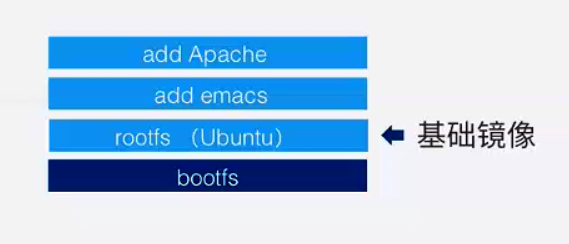 add Apache
add emacs
rootfs （Ubuntu） 基础镜像
bootfs